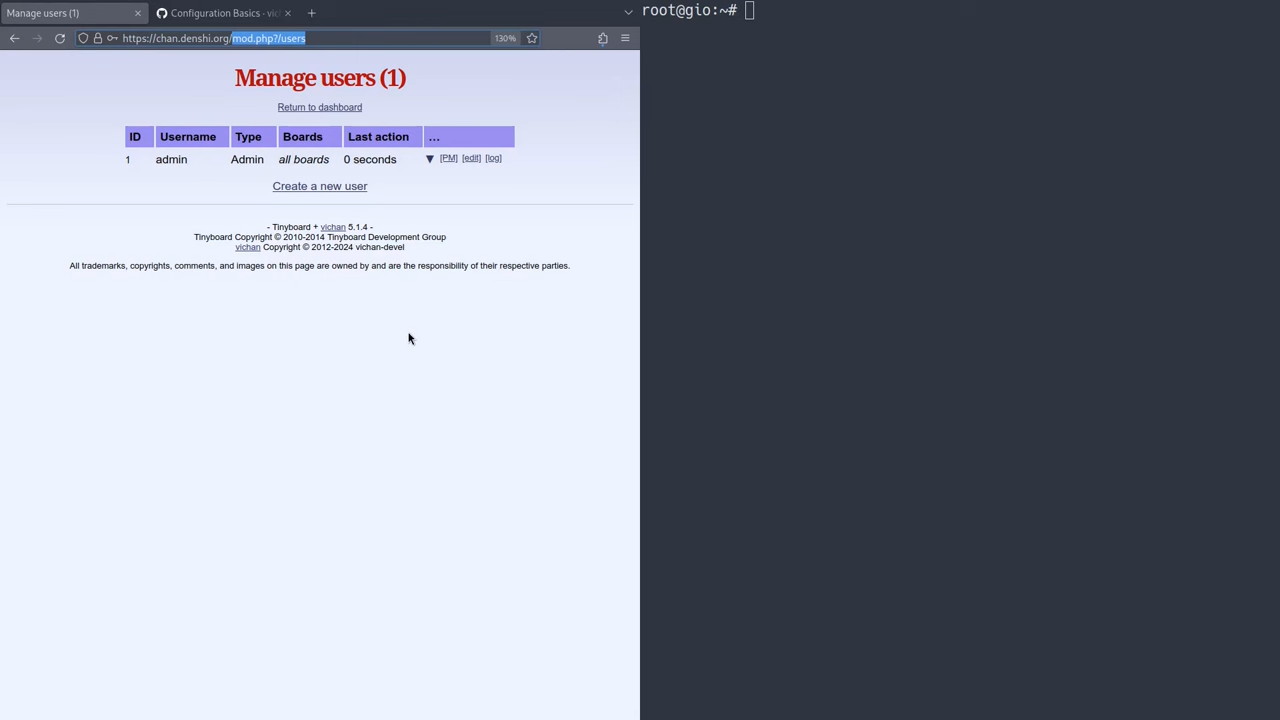 Manage users (1)
Configuration Basics · vic
root@gio:~#
https://chan.denshi.org/mod.php?/users
130%
Manage users (1)
Return to dashboard
ID Username Type Boards Last action …
1 admin Admin all boards 0 seconds ▼ [PM] [edit] [log]
Create a new user
- Tinyboard + vichan 5.1.4 -
Tinyboard Copyright © 2010-2014 Tinyboard Development Group
vichan Copyright © 2012-2024 vichan-devel
All trademarks, copyrights, comments, and images on this page are owned by and are the responsibility of their respective parties.